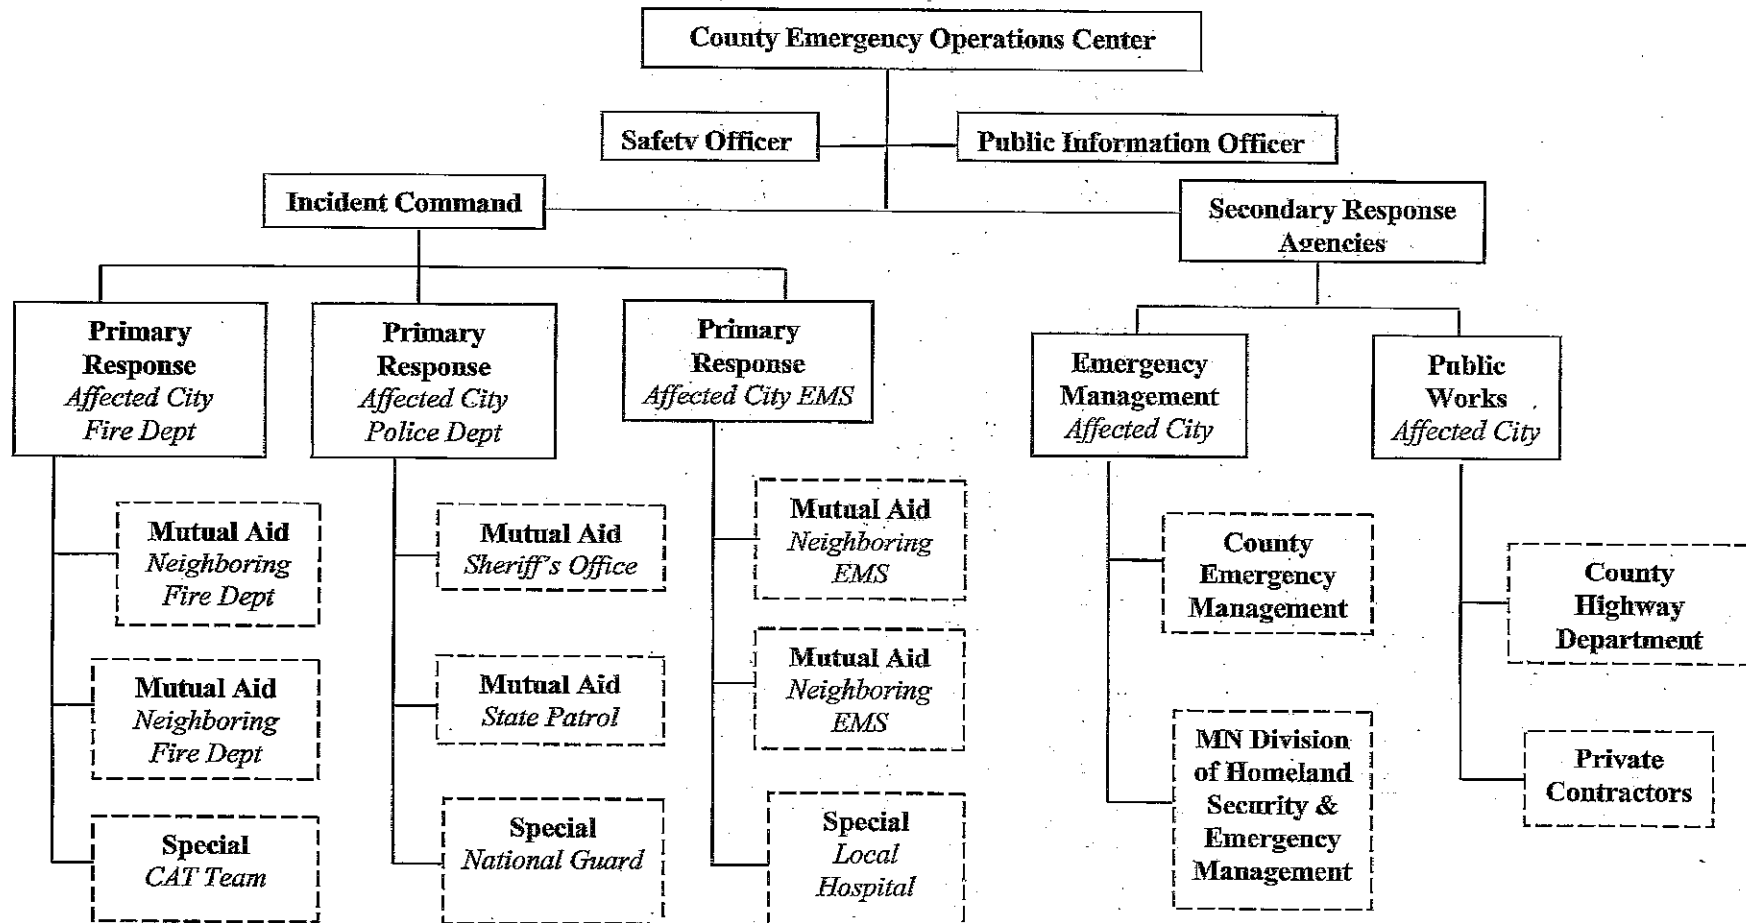 County Emergency Operations Center
Safety Officer
Public Information Officer
Incident Command
Secondary Response
Agencies
Primary
Response
Affected City
Fire Dept
Primary
Response
Affected City
Police Dept
Primary
Response
Affected City EMS
Emergency
Management
Affected City
Public
Works
Affected City
Mutual Aid
Neighboring
Fire Dept
Mutual Aid
Neighboring
Fire Dept
Special
CAT Team
Mutual Aid
Sheriff's Office
Mutual Aid
State Patrol
Special
National Guard
Mutual Aid
Neighboring
EMS
Mutual Aid
Neighboring
EMS
Special
Local
Hospital
County
Emergency
Management
MN Division
of Homeland
Security &
Emergency
Management
County
Highway
Department
Private
Contractors